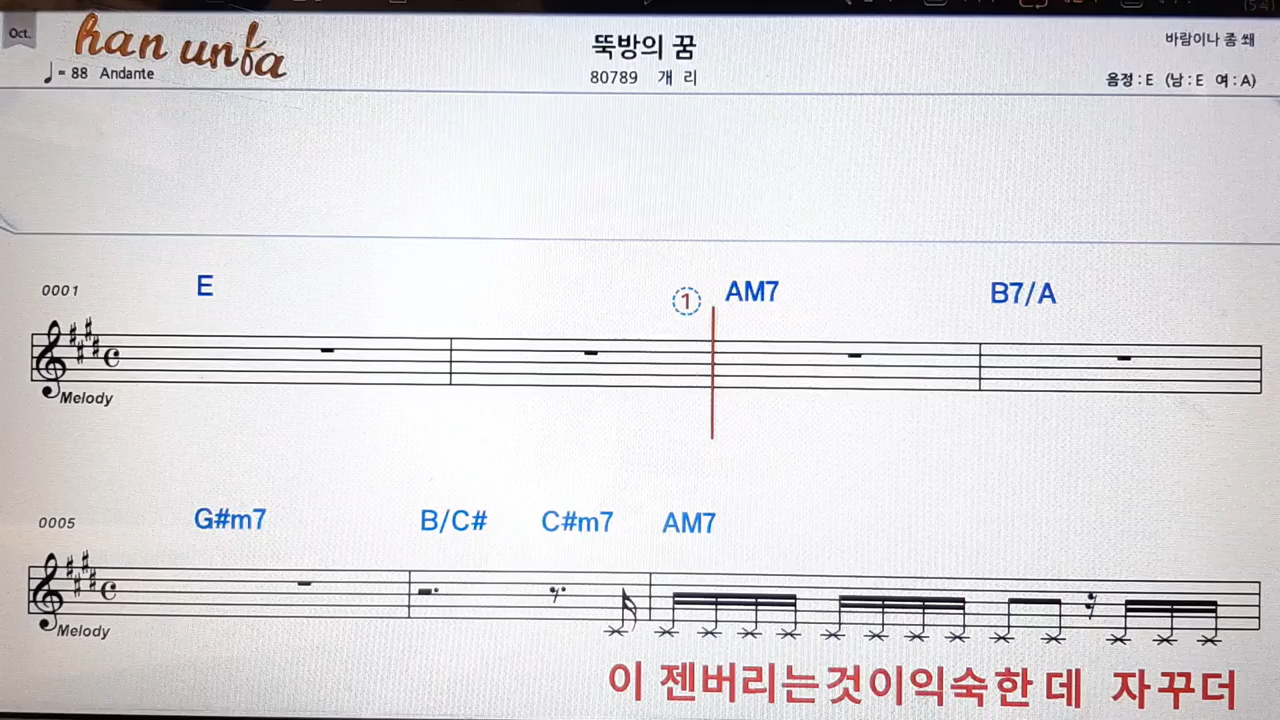 Oct.
han unba
♩= 88 Andante
뚝방의 꿈
80789 개 리
바람이나 좀 쐐
음정 : E (남 : E 여 : A)
0001
E
① AM7
B7/A
Melody
0005
G#m7 B/C# C#m7 AM7
Melody
이 젠버리는것이익숙한데 자꾸더